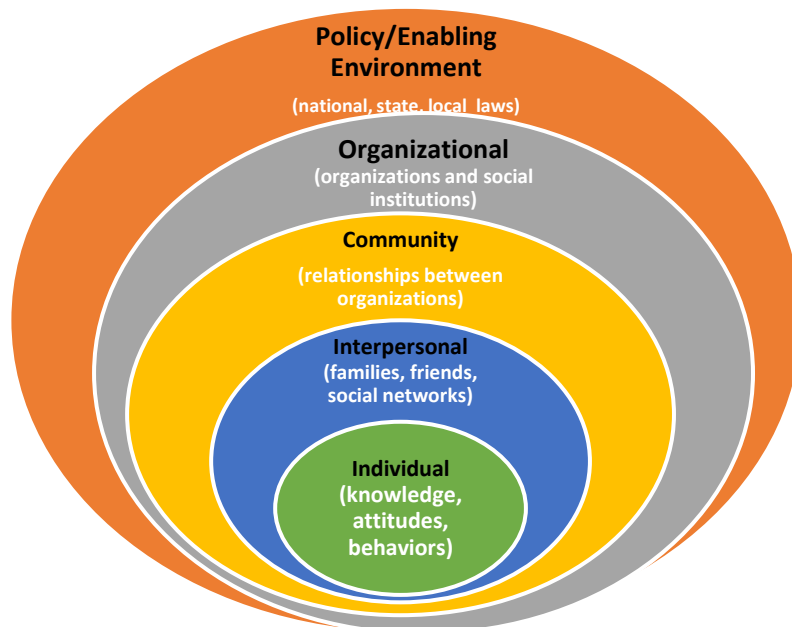 Policy/Enabling
Environment
(national, state, local laws)
Organizational
(organizations and social
institutions)
Community
(relationships between
organizations)
Interpersonal
(families, friends,
social networks)
Individual
(knowledge,
attitudes,
behaviors)